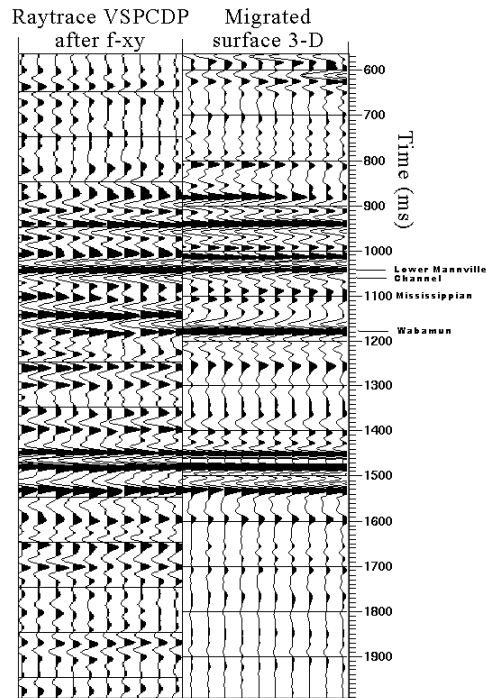 Raytrace VSPCDP
after f-xy
Migrated
surface 3-D
600
700
800
Time (ms)
900
1000
Lower Mannville
Channel
1100
Mississippian
Wabamun
1200
1300
1400
1500
1600
1700
1800
1900